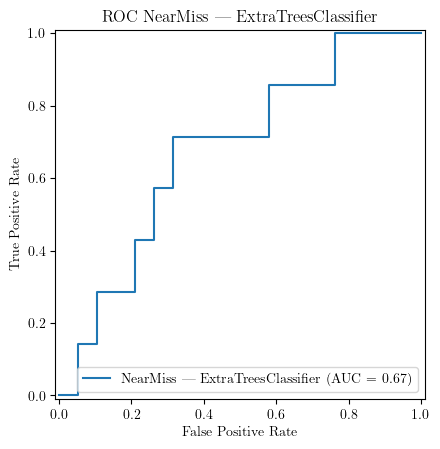 ROC NearMiss — ExtraTreesClassifier
True Positive Rate
1.0
0.8
0.6
0.4
0.2
0.0
NearMiss — ExtraTreesClassifier (AUC = 0.67)
0.0 0.2 0.4 0.6 0.8 1.0
False Positive Rate